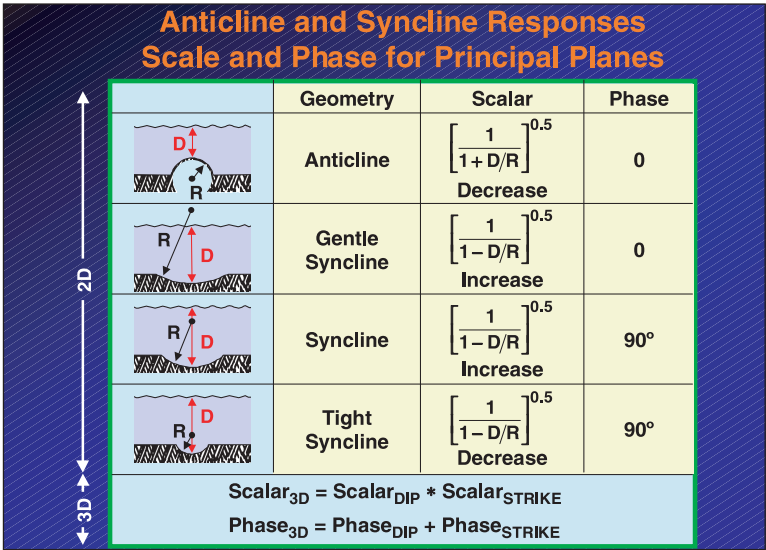 Anticline and Syncline Responses
Scale and Phase for Principal Planes
Geometry Scalar Phase
D
R
Anticline
[1 / 1 + D/R]^0.5
Decrease
0
R
D
Gentle
Syncline
[1 / 1 − D/R]^0.5
Increase
0
R
D
Syncline
[1 / 1 − D/R]^0.5
Increase
90º
D
R
Tight
Syncline
[1 / 1 − D/R]^0.5
Decrease
90º
2D
3D
Scalar3D = ScalarDIP * ScalarSTRIKE
Phase3D = PhaseDIP + PhaseSTRIKE